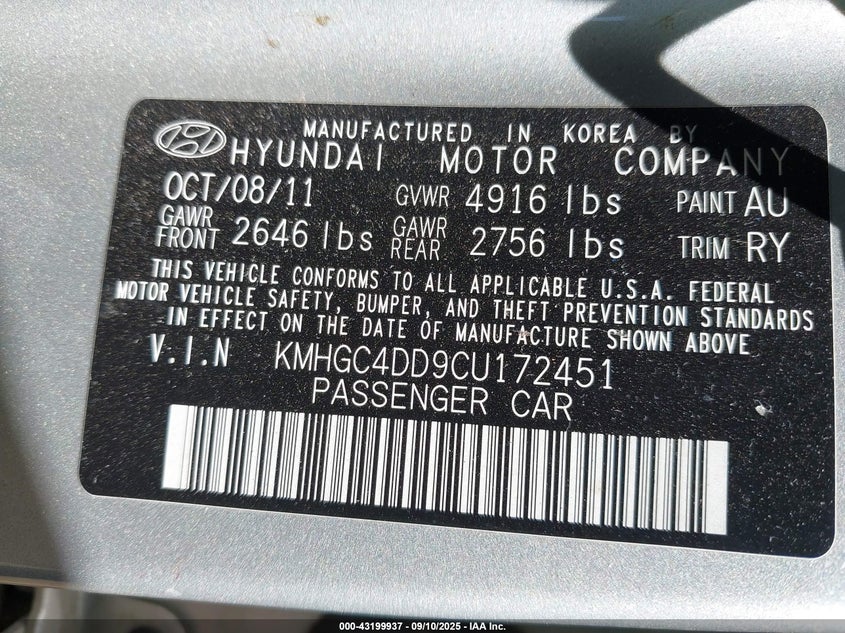 MANUFACTURED IN KOREA BY
HYUNDAI MOTOR COMPANY
OCT/08/11 GVWR 4916 lbs PAINT AU
GAWR FRONT 2646 lbs GAWR REAR 2756 lbs TRIM RY
THIS VEHICLE CONFORMS TO ALL APPLICABLE U.S.A. FEDERAL
MOTOR VEHICLE SAFETY, BUMPER, AND THEFT PREVENTION STANDARDS
IN EFFECT ON THE DATE OF MANUFACTURE SHOWN ABOVE
V.I.N KMHGC4DD9CU172451
PASSENGER CAR
000-43199937 - 09/10/2025 - IAA Inc.